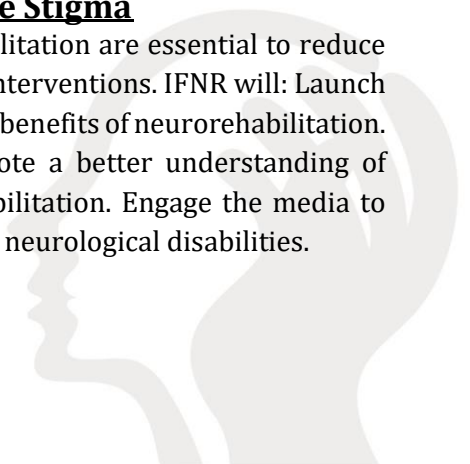 e Stigma
litation are essential to reduce
nterventions. IFNR will: Launch
benefits of neurorehabilitation.
ote a better understanding of
bilitation. Engage the media to
neurological disabilities.